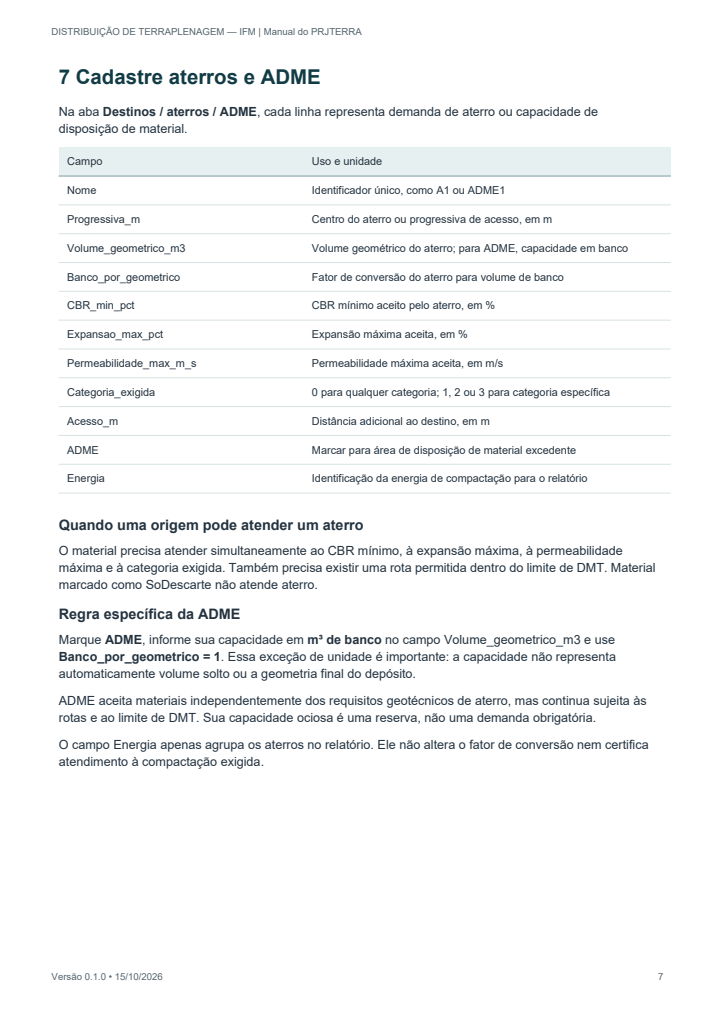 DISTRIBUIÇÃO DE TERRAPLENAGEM — IFM | Manual do PRJTERRA
7 Cadastre aterros e ADME
Na aba Destinos / aterros / ADME, cada linha representa demanda de aterro ou capacidade de
disposição de material.
Campo Uso e unidade
Nome Identificador único, como A1 ou ADME1
Progressiva_m Centro do aterro ou progressiva de acesso, em m
Volume_geometrico_m3 Volume geométrico do aterro; para ADME, capacidade em banco
Banco_por_geometrico Fator de conversão do aterro para volume de banco
CBR_min_pct CBR mínimo aceito pelo aterro, em %
Expansao_max_pct Expansão máxima aceita, em %
Permeabilidade_max_m_s Permeabilidade máxima aceita, em m/s
Categoria_exigida 0 para qualquer categoria; 1, 2 ou 3 para categoria específica
Acesso_m Distância adicional ao destino, em m
ADME Marcar para área de disposição de material excedente
Energia Identificação da energia de compactação para o relatório
Quando uma origem pode atender um aterro
O material precisa atender simultaneamente ao CBR mínimo, à expansão máxima, à permeabilidade
máxima e à categoria exigida. Também precisa existir uma rota permitida dentro do limite de DMT. Material
marcado como SoDescarte não atende aterro.
Regra específica da ADME
Marque ADME, informe sua capacidade em m³ de banco no campo Volume_geometrico_m3 e use
Banco_por_geometrico = 1. Essa exceção de unidade é importante: a capacidade não representa
automaticamente volume solto ou a geometria final do depósito.
ADME aceita materiais independentemente dos requisitos geotécnicos de aterro, mas continua sujeita às
rotas e ao limite de DMT. Sua capacidade ociosa é uma reserva, não uma demanda obrigatória.
O campo Energia apenas agrupa os aterros no relatório. Ele não altera o fator de conversão nem certifica
atendimento à compactação exigida.
Versão 0.1.0 • 15/10/2026 7